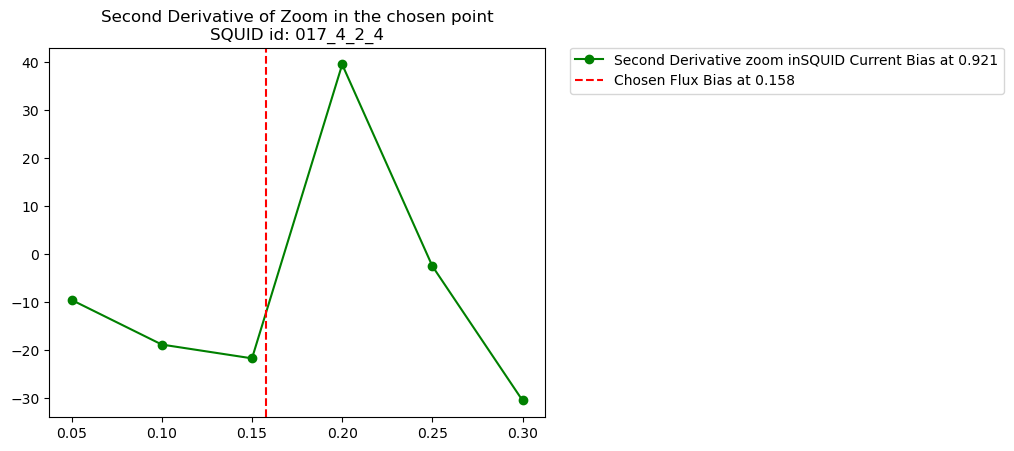 Second Derivative of Zoom in the chosen point
SQUID id: 017_4_2_4
Second Derivative zoom inSQUID Current Bias at 0.921
Chosen Flux Bias at 0.158
40
30
20
10
0
−10
−20
−30
0.05 0.10 0.15 0.20 0.25 0.30